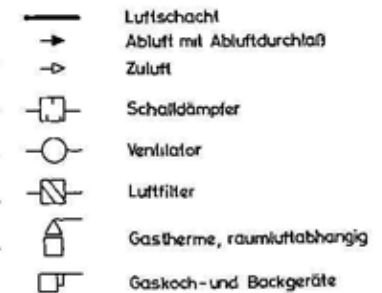 Luftschacht
Abluft mit Abluftdurchlaß
Zuluft
Schalldämpfer
Ventilator
Luftfilter
Gastherme, raumluftabhängig
Gaskoch-und Backgeräte